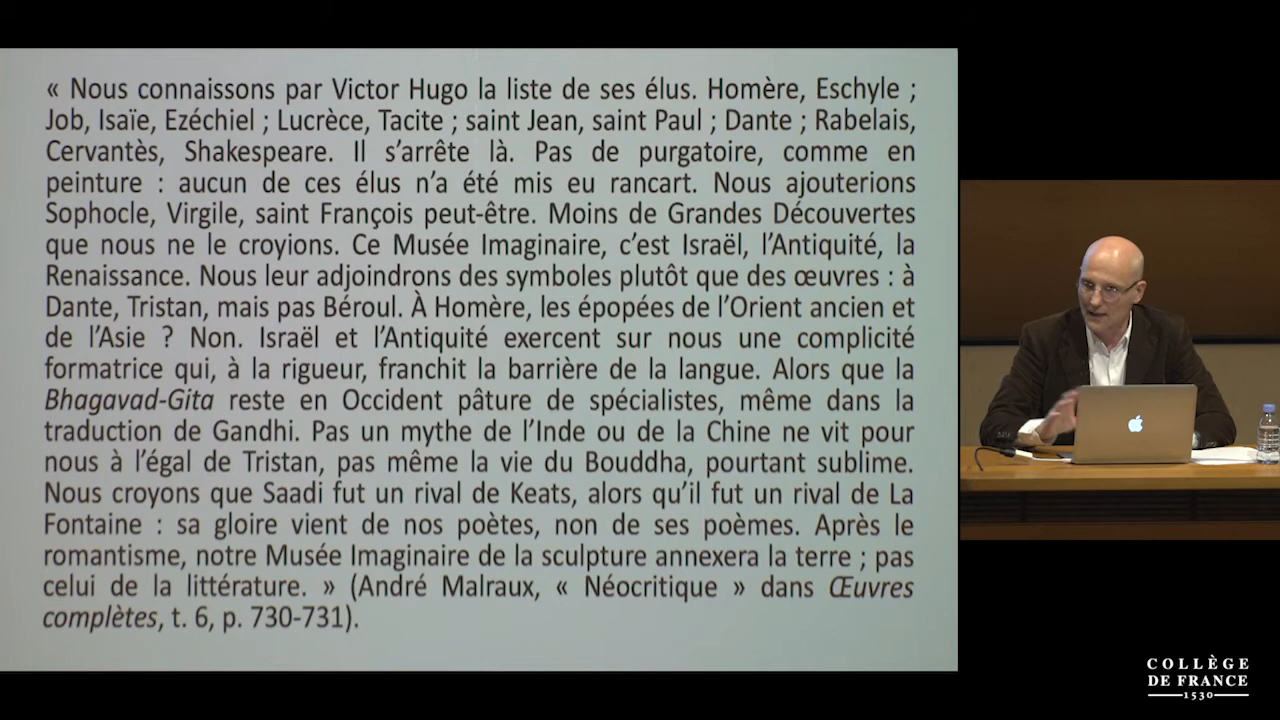 « Nous connaissons par Victor Hugo la liste de ses élus. Homère, Eschyle ;
Job, Isaïe, Ezéchiel ; Lucrèce, Tacite ; saint Jean, saint Paul ; Dante ; Rabelais,
Cervantès, Shakespeare. Il s’arrête là. Pas de purgatoire, comme en
peinture : aucun de ces élus n’a été mis eu rancart. Nous ajouterions
Sophocle, Virgile, saint François peut-être. Moins de Grandes Découvertes
que nous ne le croyions. Ce Musée Imaginaire, c’est Israël, l’Antiquité, la
Renaissance. Nous leur adjoindrons des symboles plutôt que des œuvres : à
Dante, Tristan, mais pas Béroul. À Homère, les épopées de l’Orient ancien et
de l’Asie ? Non. Israël et l’Antiquité exercent sur nous une complicité
formatrice qui, à la rigueur, franchit la barrière de la langue. Alors que la
Bhagavad-Gita reste en Occident pâture de spécialistes, même dans la
traduction de Gandhi. Pas un mythe de l’Inde ou de la Chine ne vit pour
nous à l’égal de Tristan, pas même la vie du Bouddha, pourtant sublime.
Nous croyons que Saadi fut un rival de Keats, alors qu’il fut un rival de La
Fontaine : sa gloire vient de nos poètes, non de ses poèmes. Après le
romantisme, notre Musée Imaginaire de la sculpture annexera la terre ; pas
celui de la littérature. » (André Malraux, « Néocritique » dans Œuvres
complètes, t. 6, p. 730-731).
COLLÈGE
DE FRANCE
1530